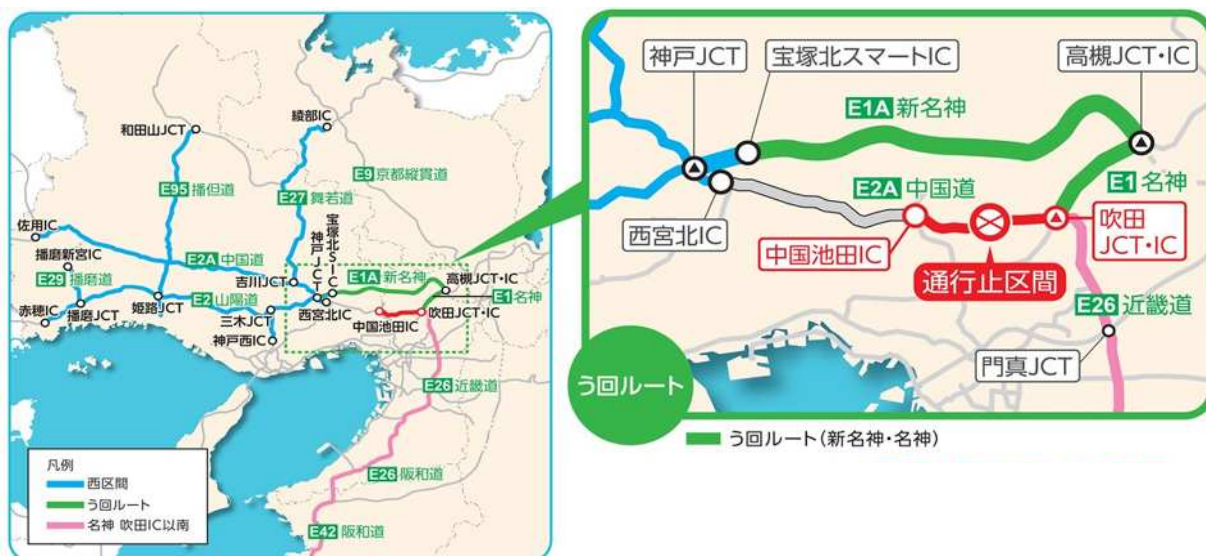 綾部IC
和田山JCT
E9 京都縦貫道
E95 播但道
E27 舞若道
佐用IC
播磨新宮IC
宝塚北SIC
神戸JCT
E2A 中国道
E1A 新名神
E29 播磨道
吉川JCT
高槻JCT・IC
E2 山陽道
E1 名神
赤穂IC
播磨JCT
姫路JCT
三木JCT
西宮北IC
吹田JCT・IC
中国池田IC
神戸西IC
E26 近畿道
E26 阪和道
E42 阪和道
凡例
西区間
う回ルート
名神 吹田IC以南
神戸JCT
宝塚北スマートIC
高槻JCT・IC
E1A 新名神
E2A 中国道
E1 名神
西宮北IC
中国池田IC
吹田
JCT・IC
通行止区間
E26 近畿道
門真JCT
う回ルート
う回ルート(新名神・名神)